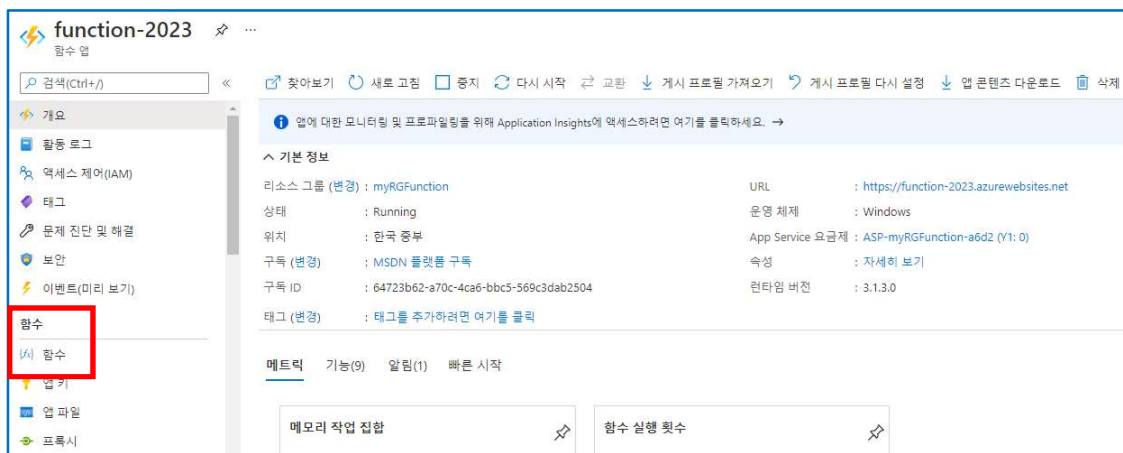 function-2023
함수 앱
검색(Ctrl+/)
찾아보기 새로 고침 중지 다시 시작 교환 게시 프로필 가져오기 게시 프로필 다시 설정 앱 콘텐츠 다운로드 삭제
개요
활동 로그
액세스 제어(IAM)
태그
문제 진단 및 해결
보안
이벤트(미리 보기)
함수
함수
앱 키
앱 파일
프록시
앱에 대한 모니터링 및 프로파일링을 위해 Application Insights에 액세스하려면 여기를 클릭하세요. →
기본 정보
리소스 그룹 (변경) : myRGFunction
상태 : Running
위치 : 한국 중부
구독 (변경) : MSDN 플랫폼 구독
구독 ID : 64723b62-a70c-4ca6-bbc5-569c3dab2504
태그 (변경) : 태그를 추가하려면 여기를 클릭
URL : https://function-2023.azurewebsites.net
운영 체제 : Windows
App Service 요금제 : ASP-myRGFunction-a6d2 (Y1: 0)
속성 : 자세히 보기
런타임 버전 : 3.1.3.0
메트릭 기능(9) 알림(1) 빠른 시작
메모리 작업 집합
함수 실행 횟수